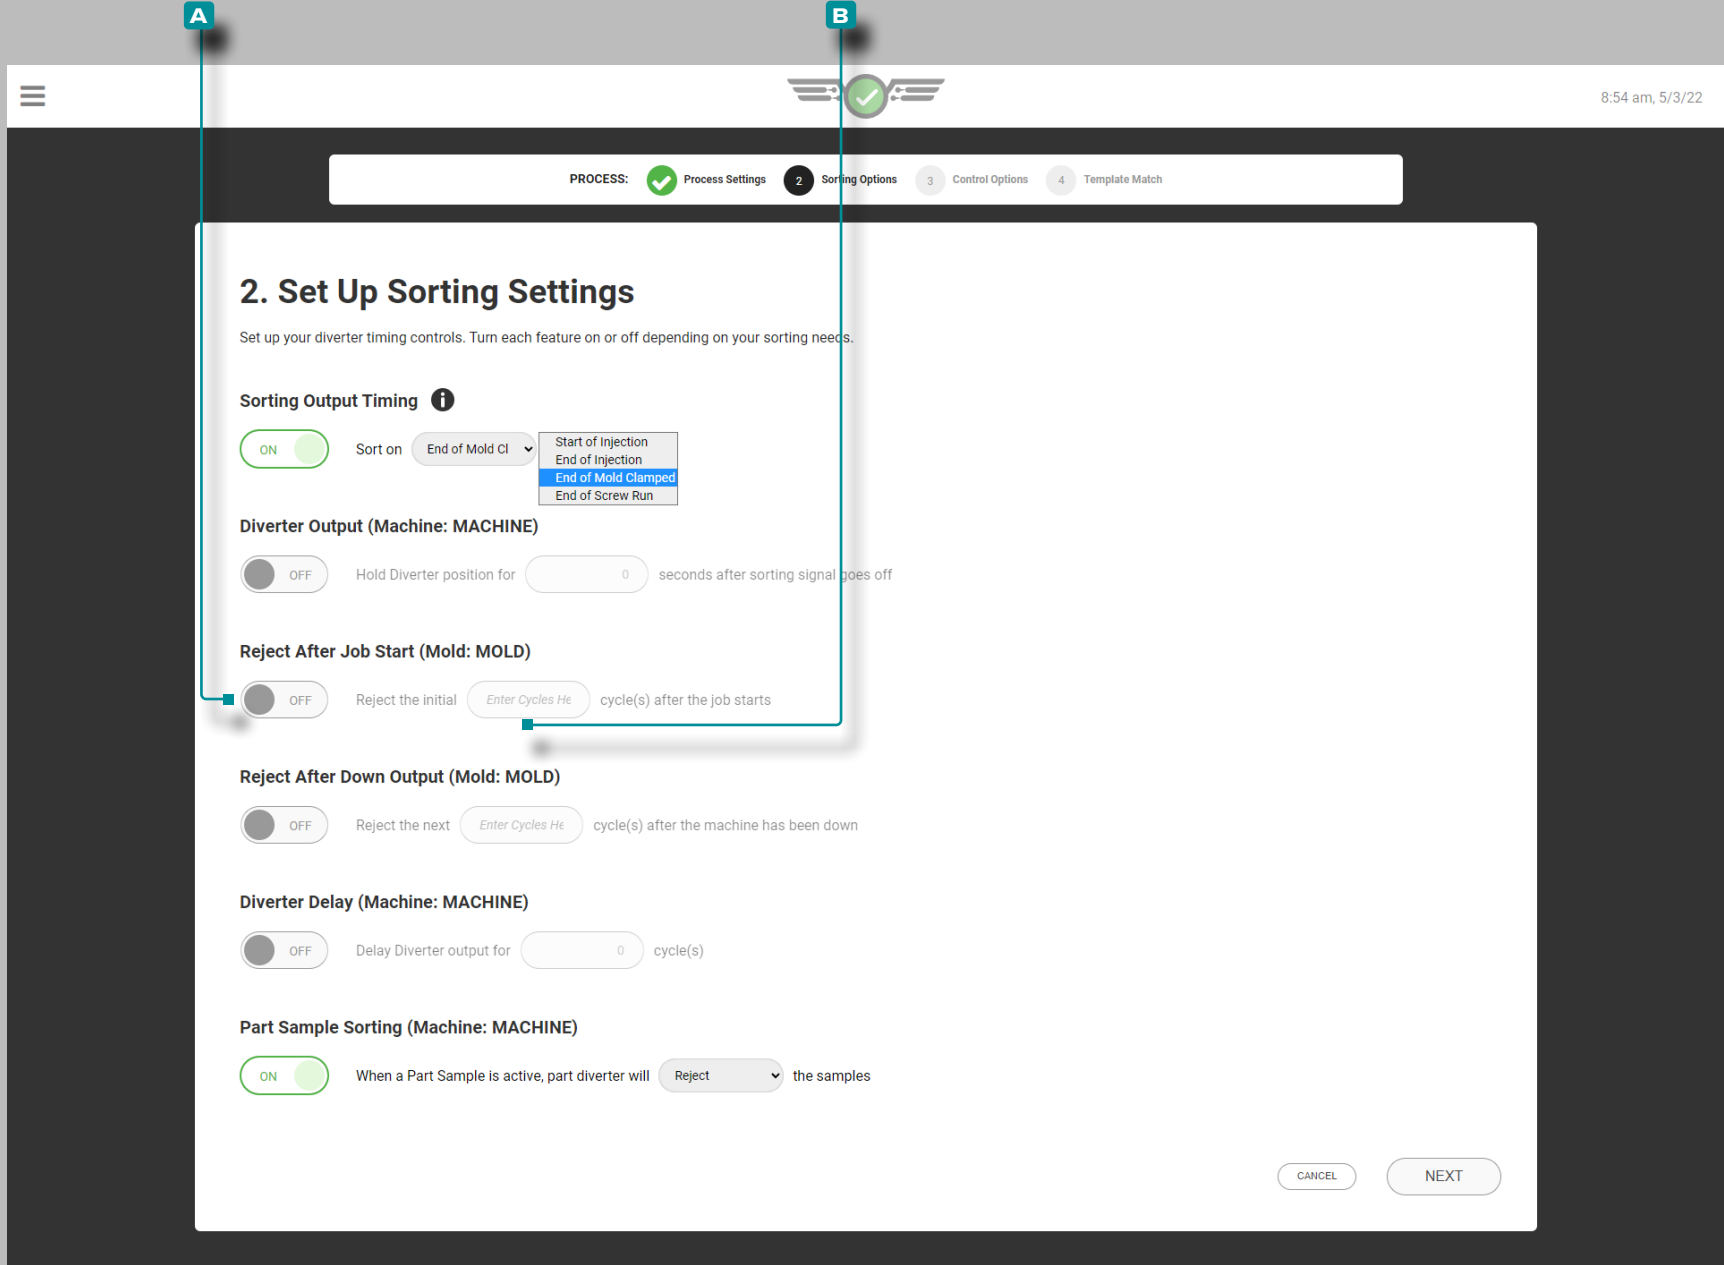 A
B
8:54 am, 5/3/22
PROCESS: Process Settings 2 Sorting Options 3 Control Options 4 Template Match
2. Set Up Sorting Settings
Set up your diverter timing controls. Turn each feature on or off depending on your sorting needs.
Sorting Output Timing i
ON Sort on End of Mold Cl
Start of Injection
End of Injection
End of Mold Clamped
End of Screw Run
Diverter Output (Machine: MACHINE)
OFF Hold Diverter position for 0 seconds after sorting signal goes off
Reject After Job Start (Mold: MOLD)
OFF Reject the initial Enter Cycles He cycle(s) after the job starts
Reject After Down Output (Mold: MOLD)
OFF Reject the next Enter Cycles He cycle(s) after the machine has been down
Diverter Delay (Machine: MACHINE)
OFF Delay Diverter output for 0 cycle(s)
Part Sample Sorting (Machine: MACHINE)
ON When a Part Sample is active, part diverter will Reject the samples
CANCEL NEXT